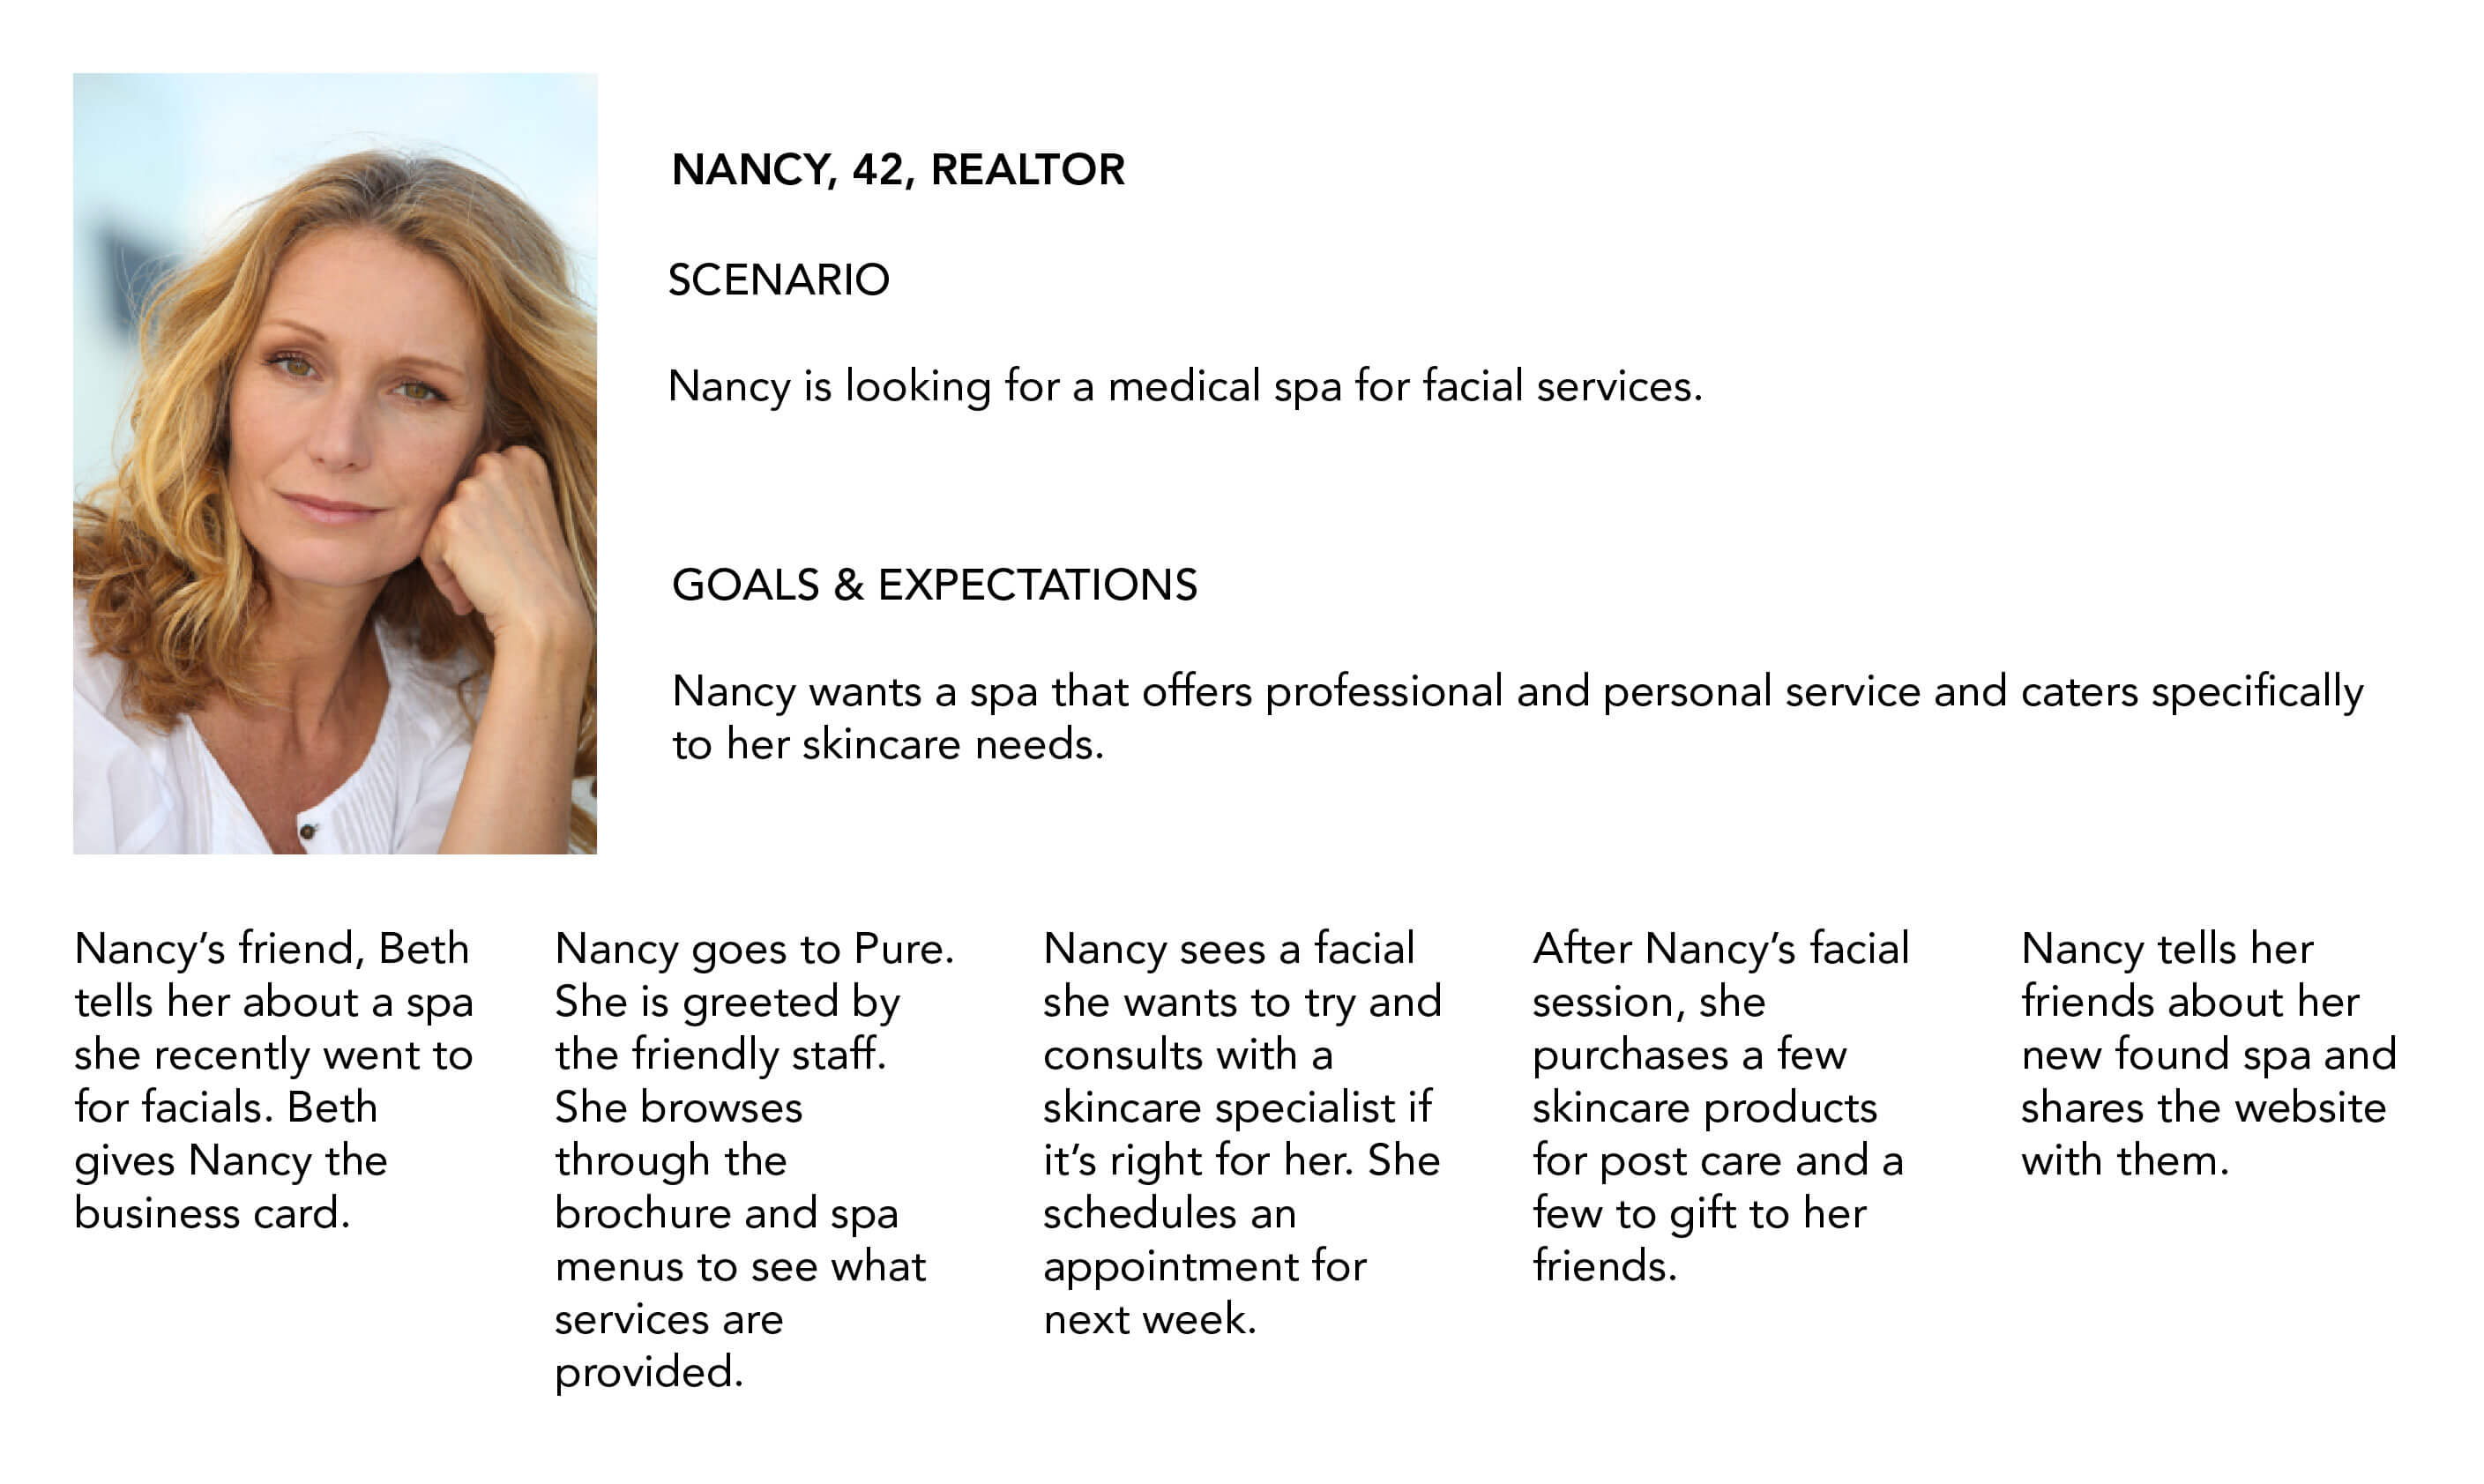 NANCY, 42, REALTOR
SCENARIO
Nancy is looking for a medical spa for facial services.
GOALS & EXPECTATIONS
Nancy wants a spa that offers professional and personal service and caters specifically
to her skincare needs.
Nancy’s friend, Beth
tells her about a spa
she recently went to
for facials. Beth
gives Nancy the
business card.
Nancy goes to Pure.
She is greeted by
the friendly staff.
She browses
through the
brochure and spa
menus to see what
services are
provided.
Nancy sees a facial
she wants to try and
consults with a
skincare specialist if
it’s right for her. She
schedules an
appointment for
next week.
After Nancy’s facial
session, she
purchases a few
skincare products
for post care and a
few to gift to her
friends.
Nancy tells her
friends about her
new found spa and
shares the website
with them.